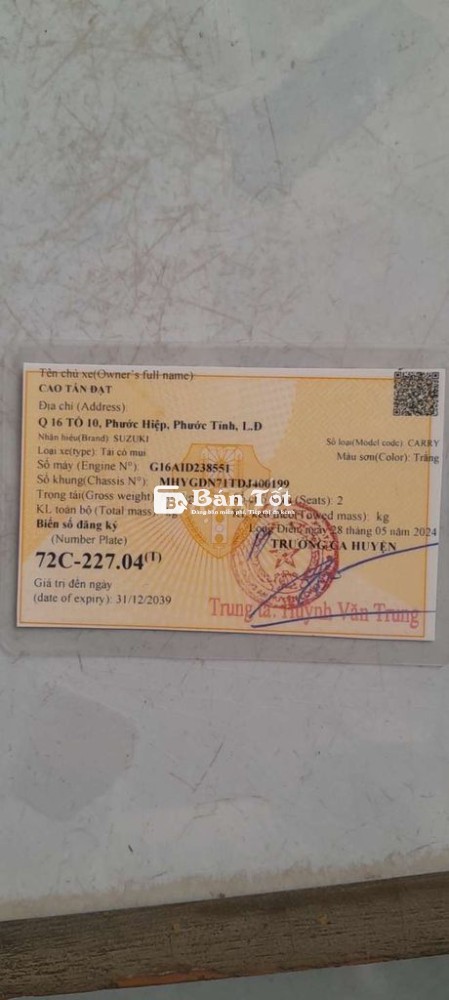 Tên chủ xe(Owner's full name)
CAO TẤN ĐẠT
Địa chỉ (Address)
Q 16 TỔ 10, Phước Hiệp, Phước Tỉnh, L.Đ
Nhãn hiệu(Brand) SUZUKI
Số loại(Model code) CARRY
Loại xe(type): Tải có mui
Màu sơn(Color): Trắng
Số máy (Engine N°): G16AID238551
Số khung(Chassis N°): MHYGDN71TDJ400199
Trọng tải(Gross weight)
(Seats): 2
Bán Tốt
KL toàn bộ (Total mass)
Towed mass): kg
Biển số đăng ký
Long Điền, ngày 28 tháng 05 năm 2024
(Number Plate)
TRƯỞNG CA HUYỆN
72C-227.04(T)
Giá trị đến ngày
(date of expiry): 31/12/2039
Trung tá: Huỳnh Văn Trung